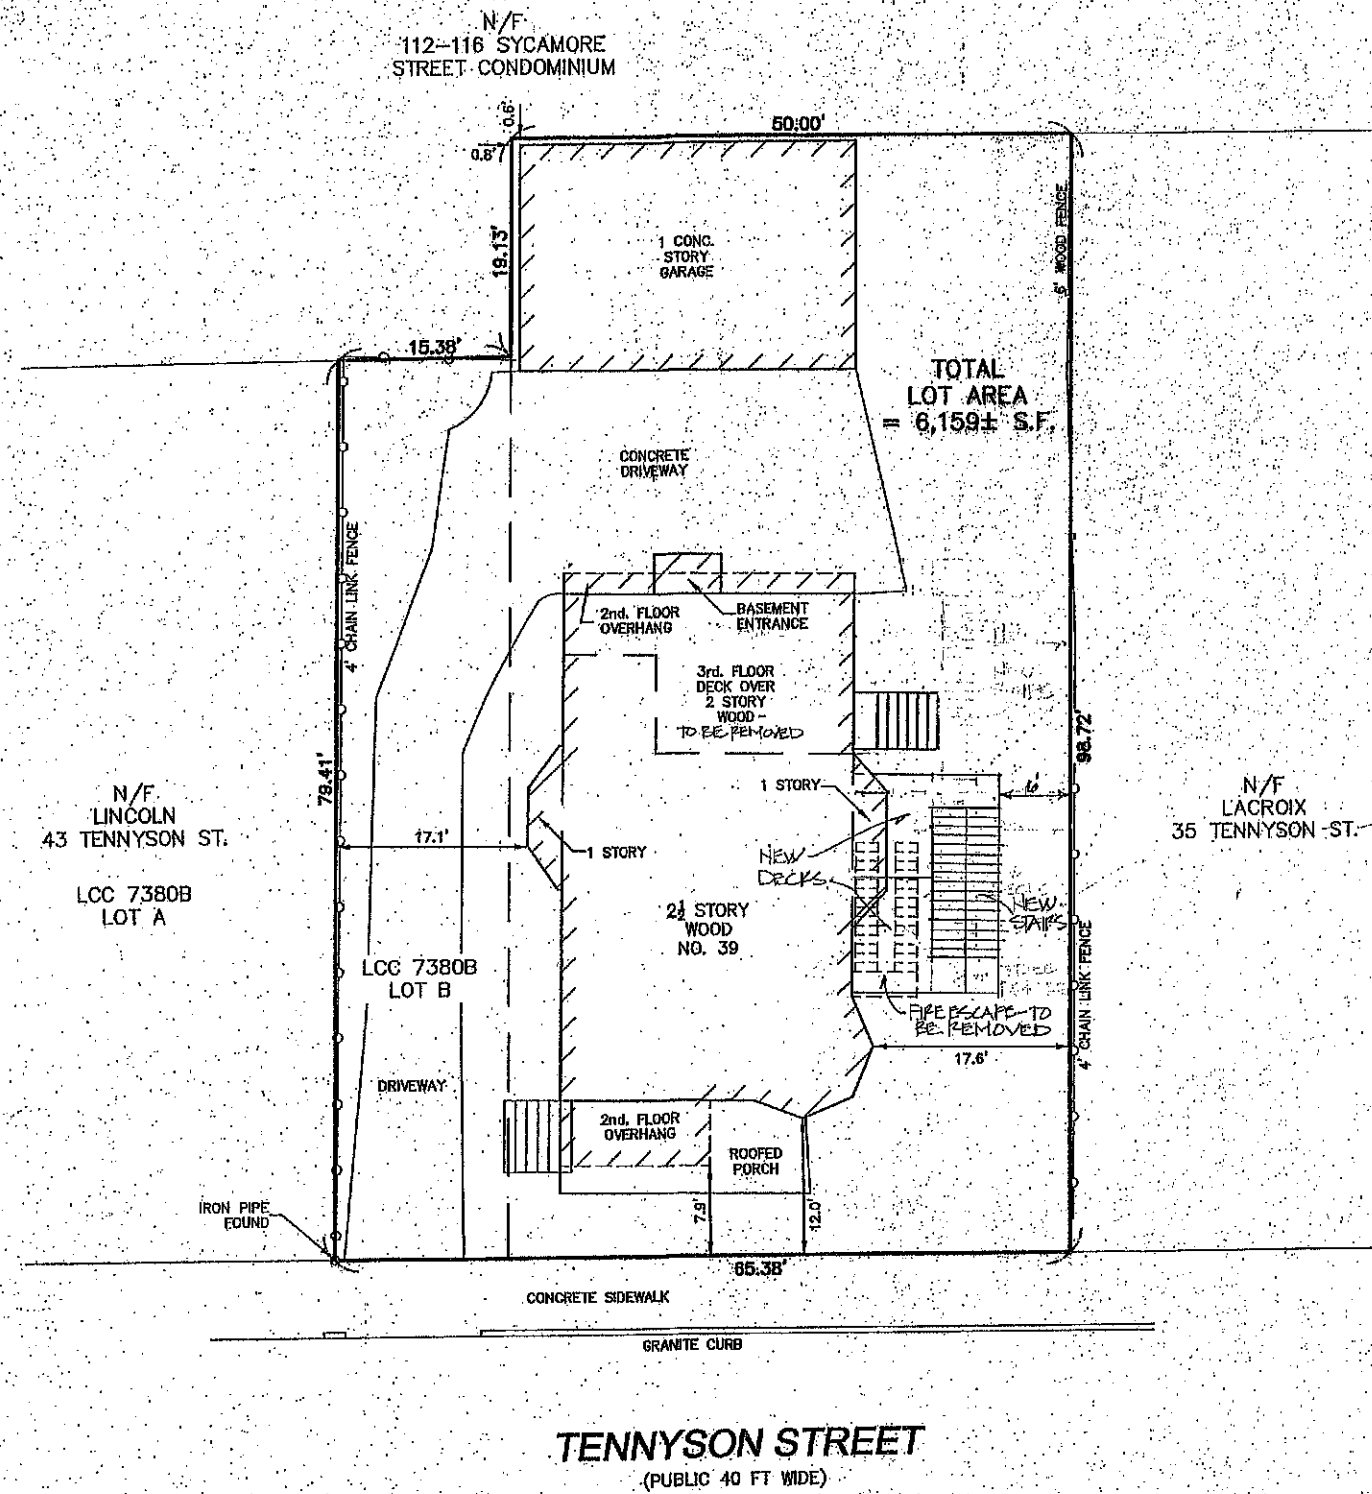 N/F
112-116 SYCAMORE
STREET CONDOMINIUM
0.6'
0.8'
50.00'
19.13'
1 CONC.
STORY
GARAGE
6' WOOD FENCE
15.38'
TOTAL
LOT AREA
= 6,159± S.F.
CONCRETE
DRIVEWAY
4' CHAIN LINK FENCE
2nd. FLOOR
OVERHANG
BASEMENT
ENTRANCE
3rd. FLOOR
DECK OVER
2 STORY
WOOD -
TO BE REMOVED
98.72'
79.41'
N/F
LINCOLN
43 TENNYSON ST.
LCC 7380B
LOT A
17.1'
1 STORY
1 STORY
N/F
LACROIX
35 TENNYSON ST.
NEW
DECKS
NEW
STAIRS
2½ STORY
WOOD
NO. 39
LCC 7380B
LOT B
FIRE ESCAPE TO
BE REMOVED
17.6'
4' CHAIN LINK FENCE
DRIVEWAY
2nd. FLOOR
OVERHANG
ROOFED
PORCH
7.9'
12.0'
IRON PIPE
FOUND
65.38'
CONCRETE SIDEWALK
GRANITE CURB
TENNYSON STREET
(PUBLIC 40 FT WIDE)